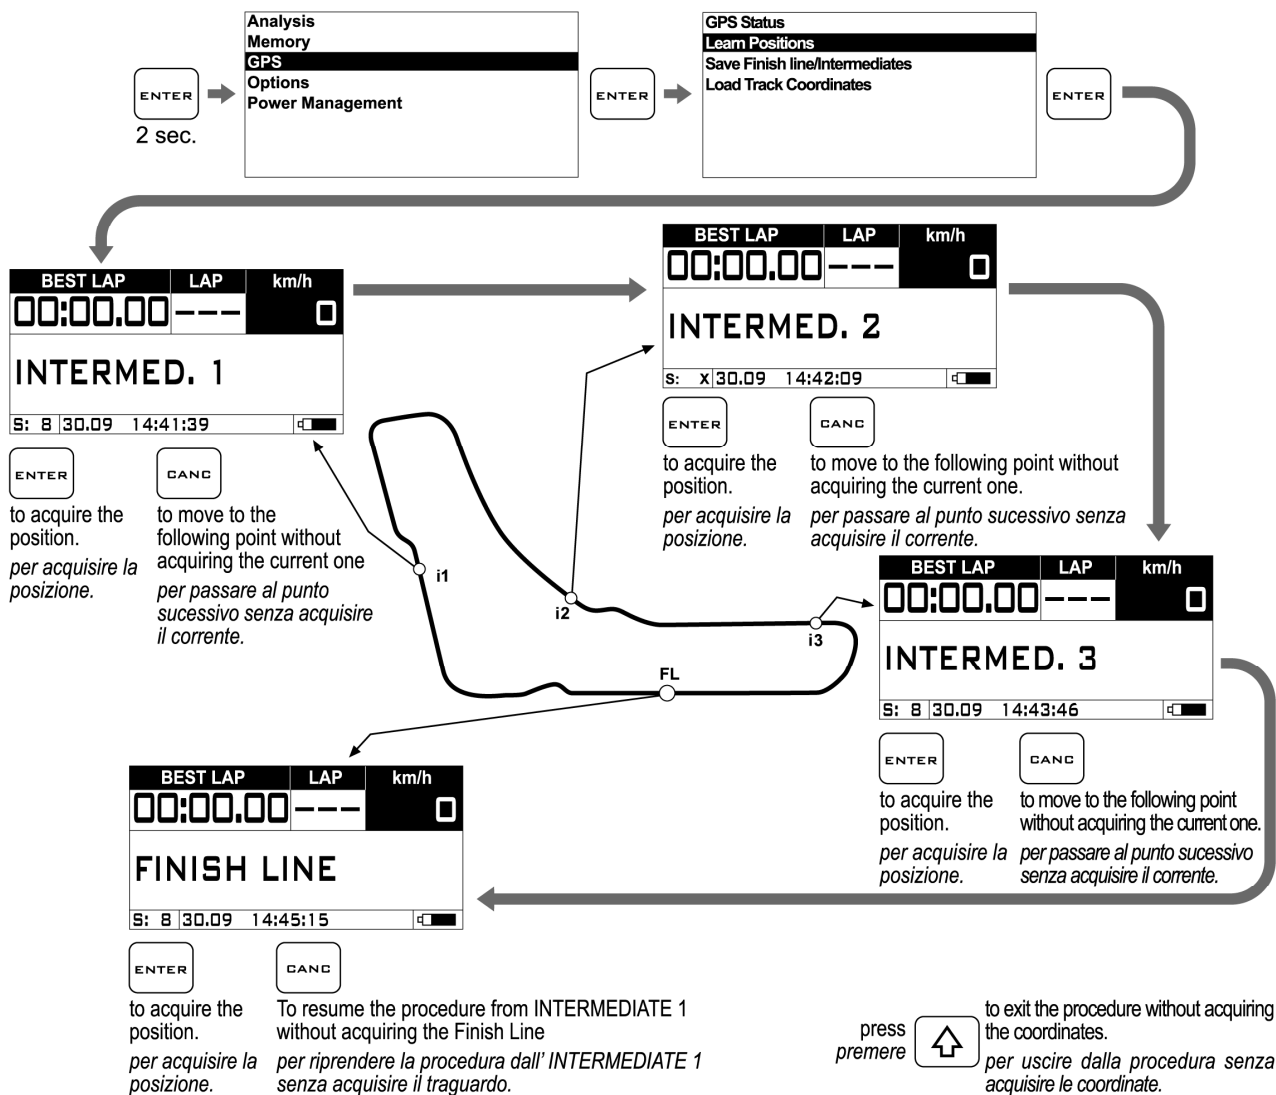 ENTER
2 sec.
Analysis
Memory
GPS
Options
Power Management
ENTER
GPS Status
Learn Positions
Save Finish line/Intermediates
Load Track Coordinates
ENTER
BEST LAP LAP km/h
00:00.00 --- 0
INTERMED. 1
S: 8 30.09 14:41:39
ENTER
to acquire the
position.
per acquisire la
posizione.
CANC
to move to the
following point without
acquiring the current one
per passare al punto
sucessivo senza acquisire
il corrente.
BEST LAP LAP km/h
00:00.00 --- 0
INTERMED. 2
S: X 30.09 14:42:09
ENTER
to acquire the
position.
per acquisire la
posizione.
CANC
to move to the following point without
acquiring the current one.
per passare al punto sucessivo senza
acquisire il corrente.
i1
i2
i3
FL
BEST LAP LAP km/h
00:00.00 --- 0
INTERMED. 3
S: 8 30.09 14:43:46
ENTER
to acquire the
position.
per acquisire la
posizione.
CANC
to move to the following point
without acquiring the current one.
per passare al punto sucessivo
senza acquisire il corrente.
BEST LAP LAP km/h
00:00.00 --- 0
FINISH LINE
S: 8 30.09 14:45:15
ENTER
to acquire the
position.
per acquisire la
posizione.
CANC
To resume the procedure from INTERMEDIATE 1
without acquiring the Finish Line
per riprendere la procedura dall' INTERMEDIATE 1
senza acquisire il traguardo.
press
premere
to exit the procedure without acquiring
the coordinates.
per uscire dalla procedura senza
acquisire le coordinate.